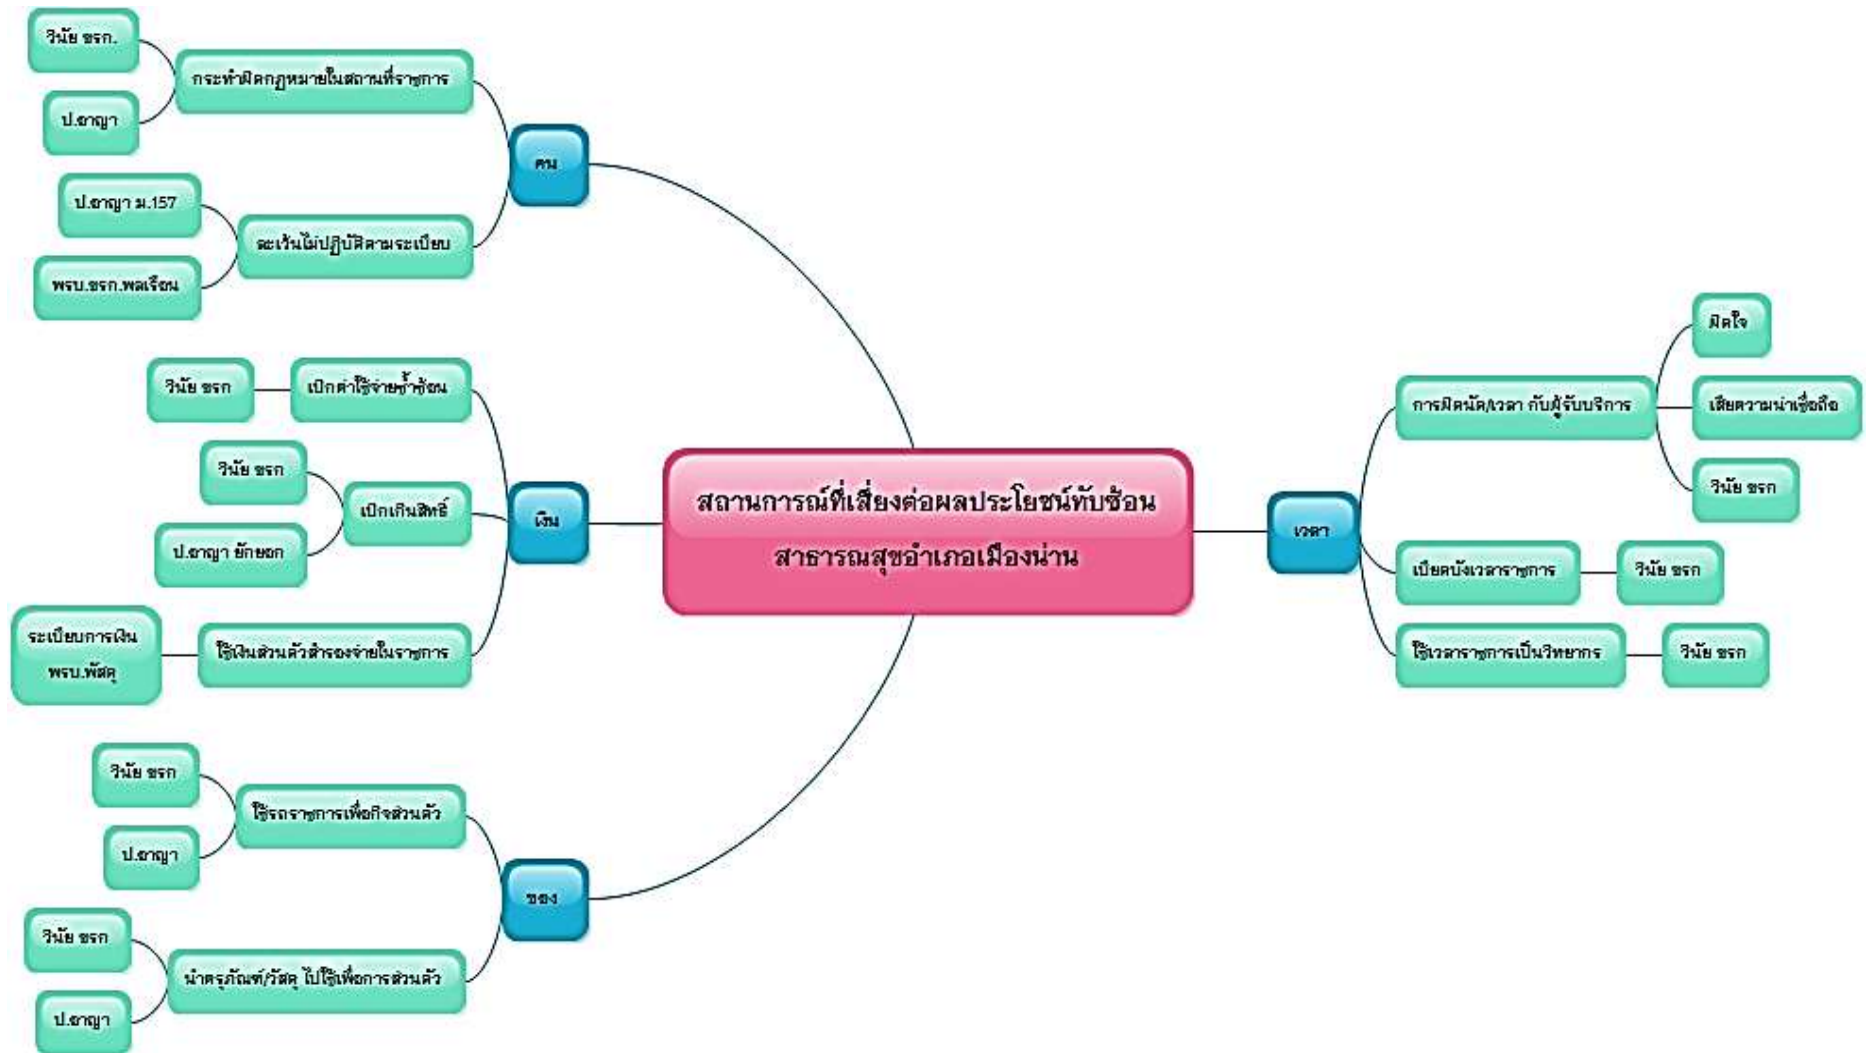 วินัย ขรก.
กระทำผิดกฎหมายในสถานที่ราชการ
ป.อาญา
คน
ป.อาญา ม.157
ละเว้นไม่ปฏิบัติตามระเบียบ
พรบ.ขรก.พลเรือน
วินัย ขรก
เบิกค่าใช้จ่ายซ้ำซ้อน
วินัย ขรก
เบิกเกินสิทธิ์
ป.อาญา ยักยอก
เงิน
ระเบียบการเงิน
พรบ.พัสดุ
ใช้เงินส่วนตัวสำรองจ่ายในราชการ
วินัย ขรก
ใช้รถราชการเพื่อกิจส่วนตัว
ป.อาญา
ของ
วินัย ขรก
นำครุภัณฑ์/วัสดุ ไปใช้เพื่อการส่วนตัว
ป.อาญา
สถานการณ์ที่เสี่ยงต่อผลประโยชน์ทับซ้อน
สาธารณสุขอำเภอเมืองน่าน
เวลา
การผิดนัด/เวลา กับผู้รับบริการ
ผิดใจ
เสียความน่าเชื่อถือ
วินัย ขรก
เบียดบังเวลาราชการ
วินัย ขรก
ใช้เวลาราชการเป็นวิทยากร
วินัย ขรก